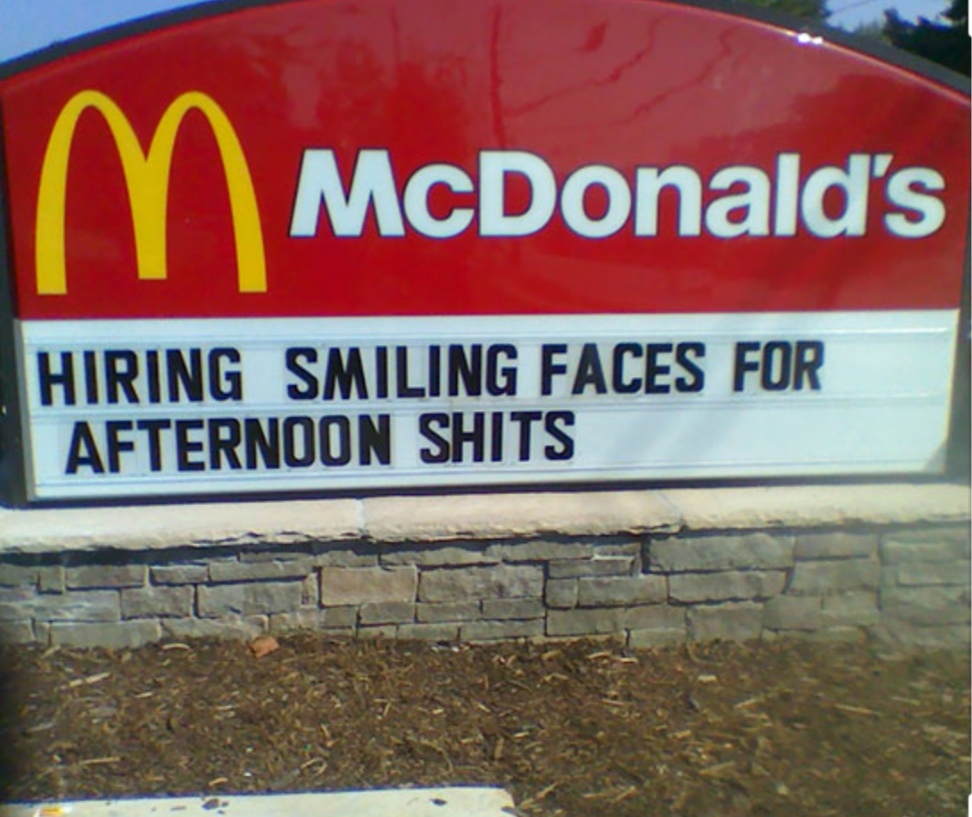 McDonald's
HIRING SMILING FACES FOR
AFTERNOON SHITS